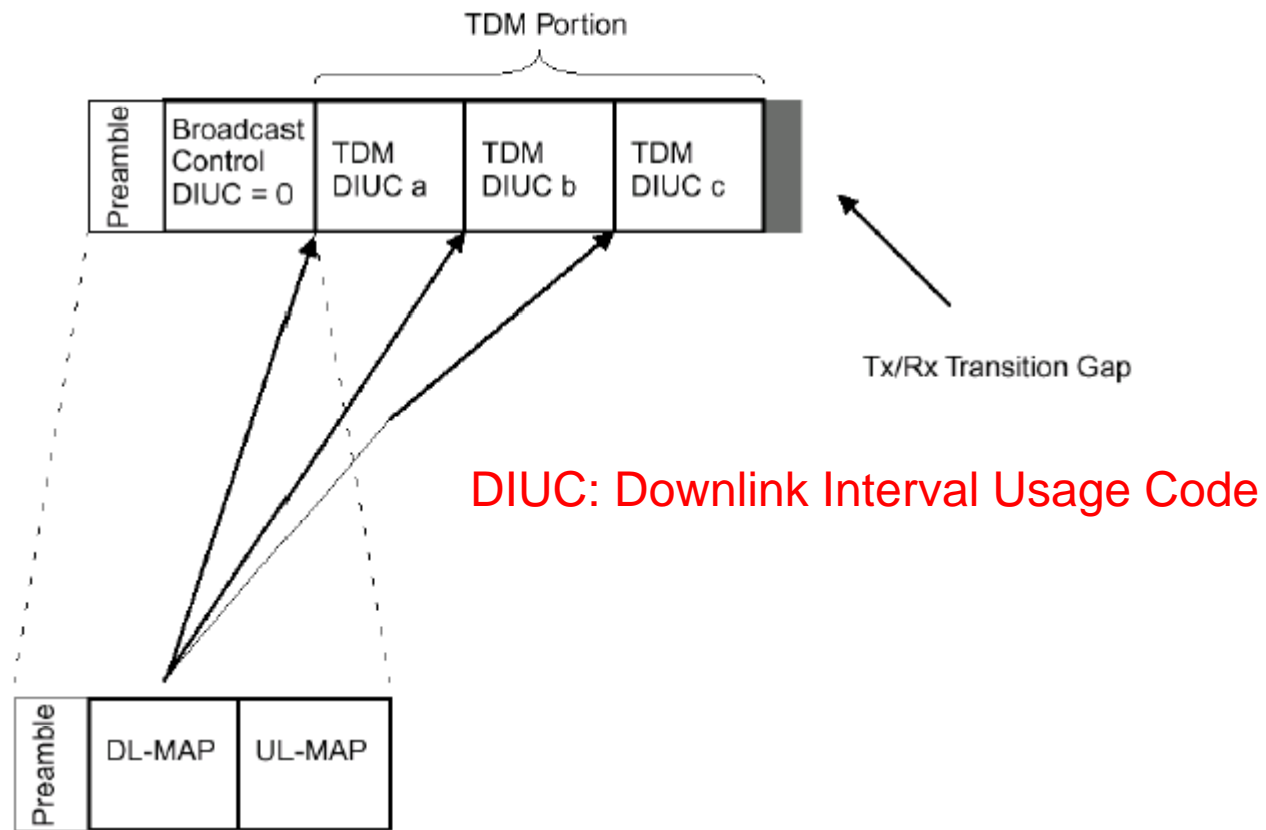 TDM Portion
Preamble
Broadcast
Control
DIUC = 0
TDM
DIUC a
TDM
DIUC b
TDM
DIUC c
Tx/Rx Transition Gap
DIUC: Downlink Interval Usage Code
Preamble
DL-MAP
UL-MAP